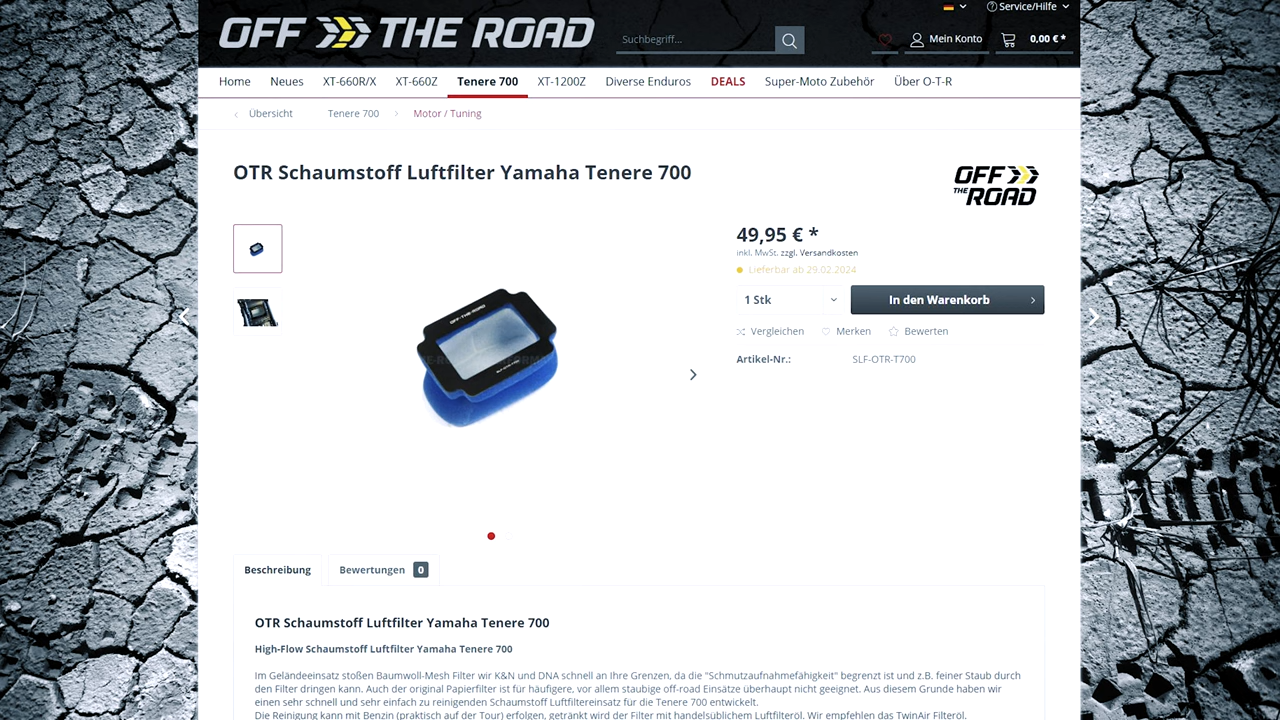 OFF THE ROAD
Suchbegriff...
Service/Hilfe
Mein Konto
0,00 € *
Home
Neues
XT-660R/X
XT-660Z
Tenere 700
XT-1200Z
Diverse Enduros
DEALS
Super-Moto Zubehör
Über O-T-R
Übersicht
Tenere 700
Motor / Tuning
OTR Schaumstoff Luftfilter Yamaha Tenere 700
OFF
THE ROAD
OFF-THE-ROAD
49,95 € *
inkl. MwSt. zzgl. Versandkosten
Lieferbar ab 29.02.2024
1 Stk
In den Warenkorb
Vergleichen
Merken
Bewerten
Artikel-Nr.:
SLF-OTR-T700
Beschreibung
Bewertungen 0
OTR Schaumstoff Luftfilter Yamaha Tenere 700
High-Flow Schaumstoff Luftfilter Yamaha Tenere 700
Im Geländeeinsatz stoßen Baumwoll-Mesh Filter wir K&N und DNA schnell an Ihre Grenzen, da die "Schmutzaufnahmefähigkeit" begrenzt ist und z.B. feiner Staub durch
den Filter dringen kann. Auch der original Papierfilter ist für häufigere, vor allem staubige off-road Einsätze überhaupt nicht geeignet. Aus diesem Grunde haben wir
einen sehr schnell und sehr einfach zu reinigenden Schaumstoff Luftfiltereinsatz für die Tenere 700 entwickelt.
Die Reinigung kann mit Benzin (praktisch auf der Tour) erfolgen, getränkt wird der Filter mit handelsüblichem Luftfilteröl. Wir empfehlen das TwinAir Filteröl.